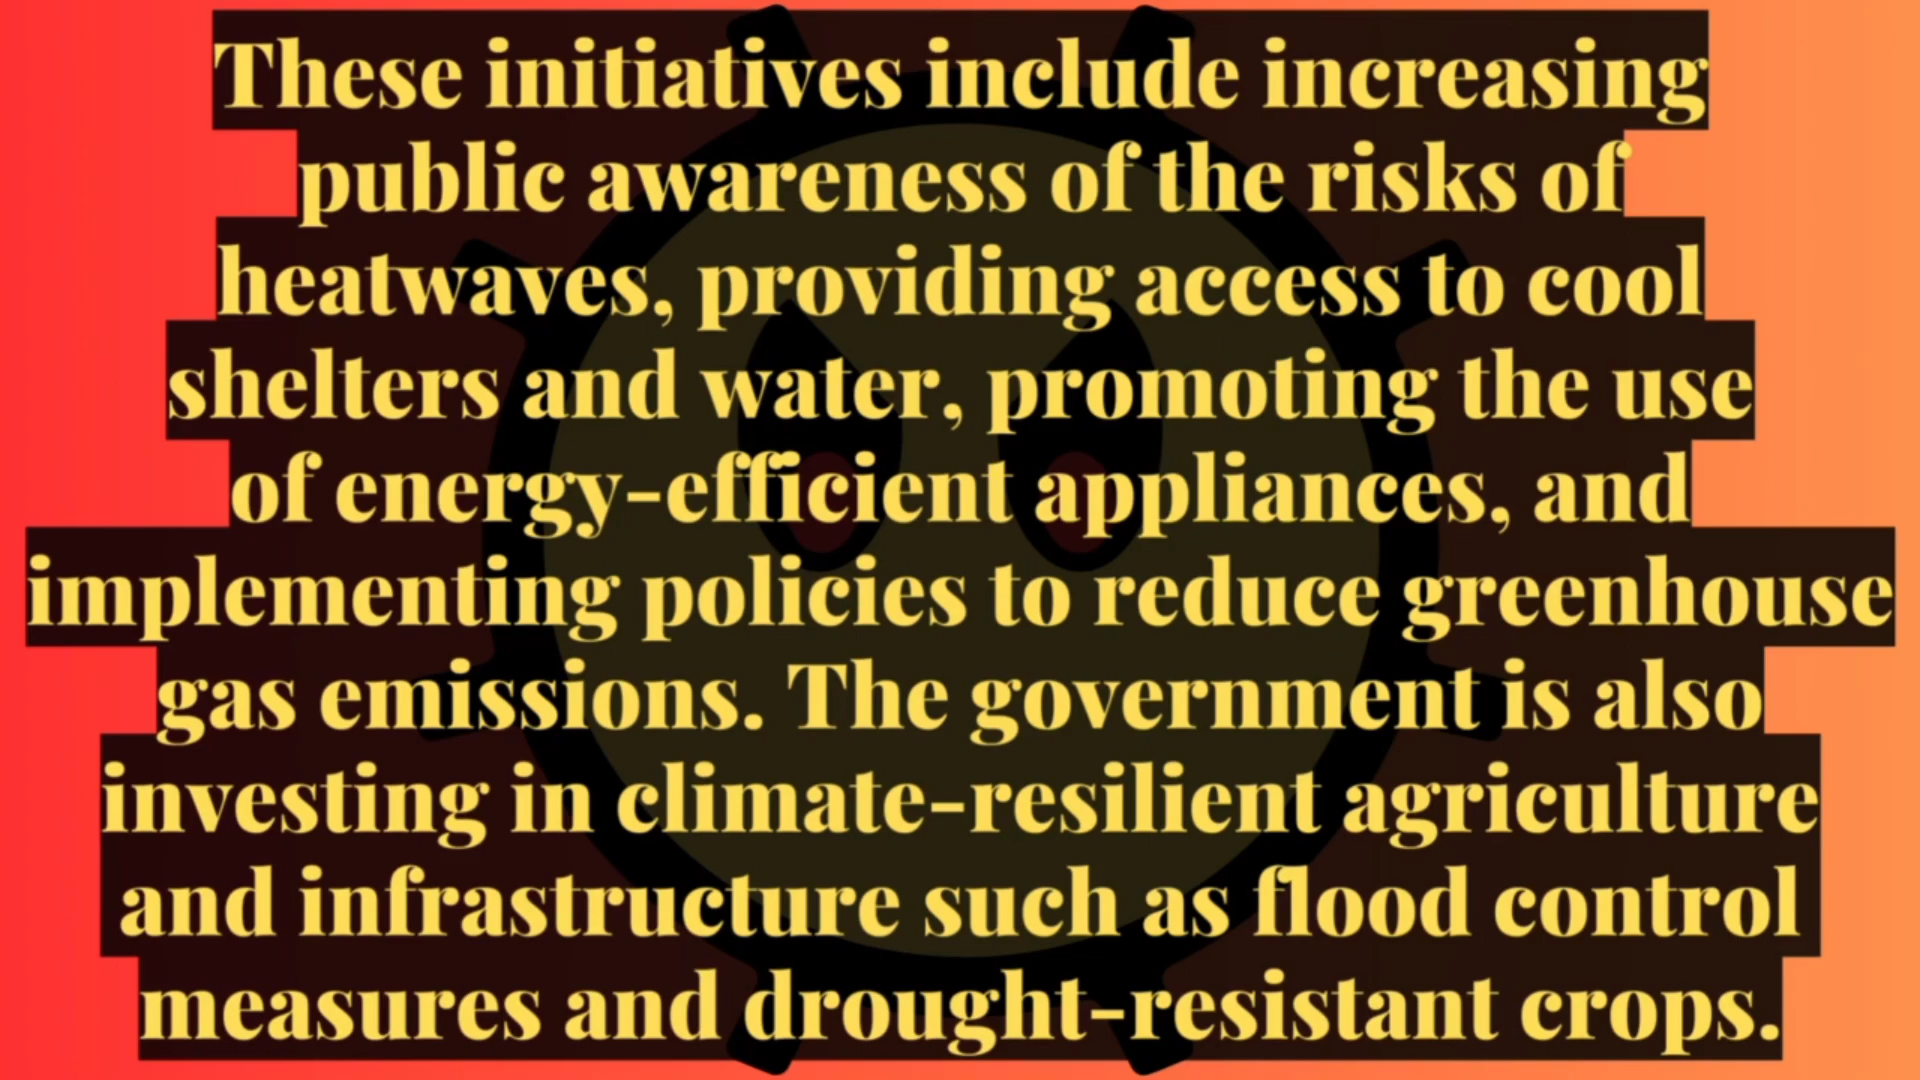 These initiatives include increasing
public awareness of the risks of
heatwaves, providing access to cool
shelters and water, promoting the use
of energy-efficient appliances, and
implementing policies to reduce greenhouse
gas emissions. The government is also
investing in climate-resilient agriculture
and infrastructure such as flood control
measures and drought-resistant crops.